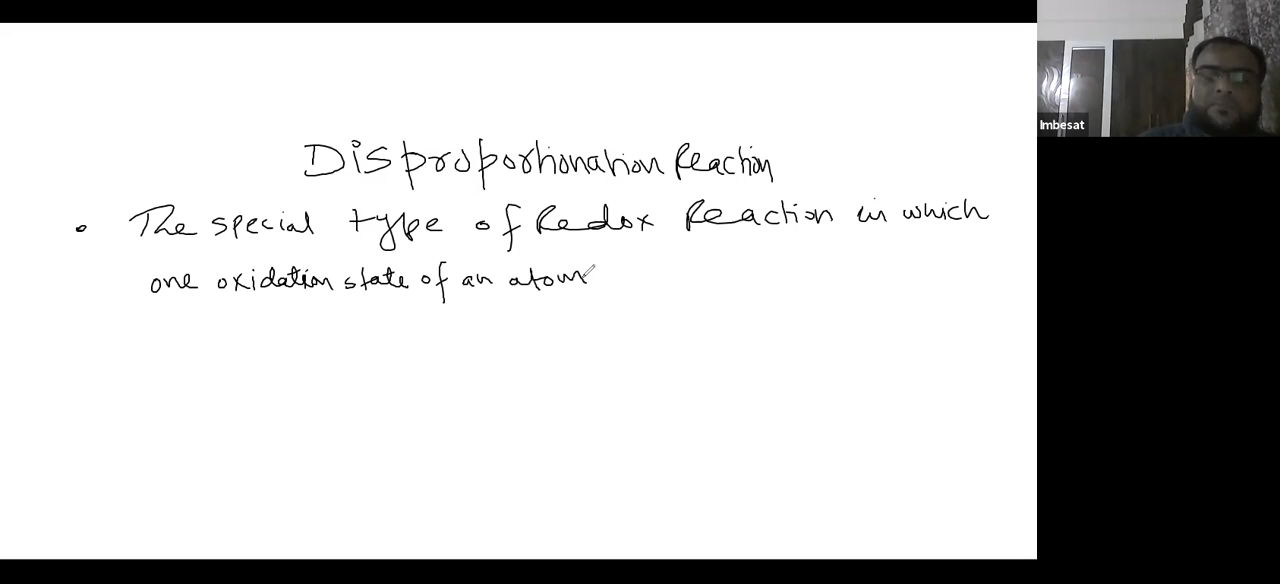 Disproportionation Reaction
• The special type of Redox Reaction in which
one oxidation state of an atom
Imbesat